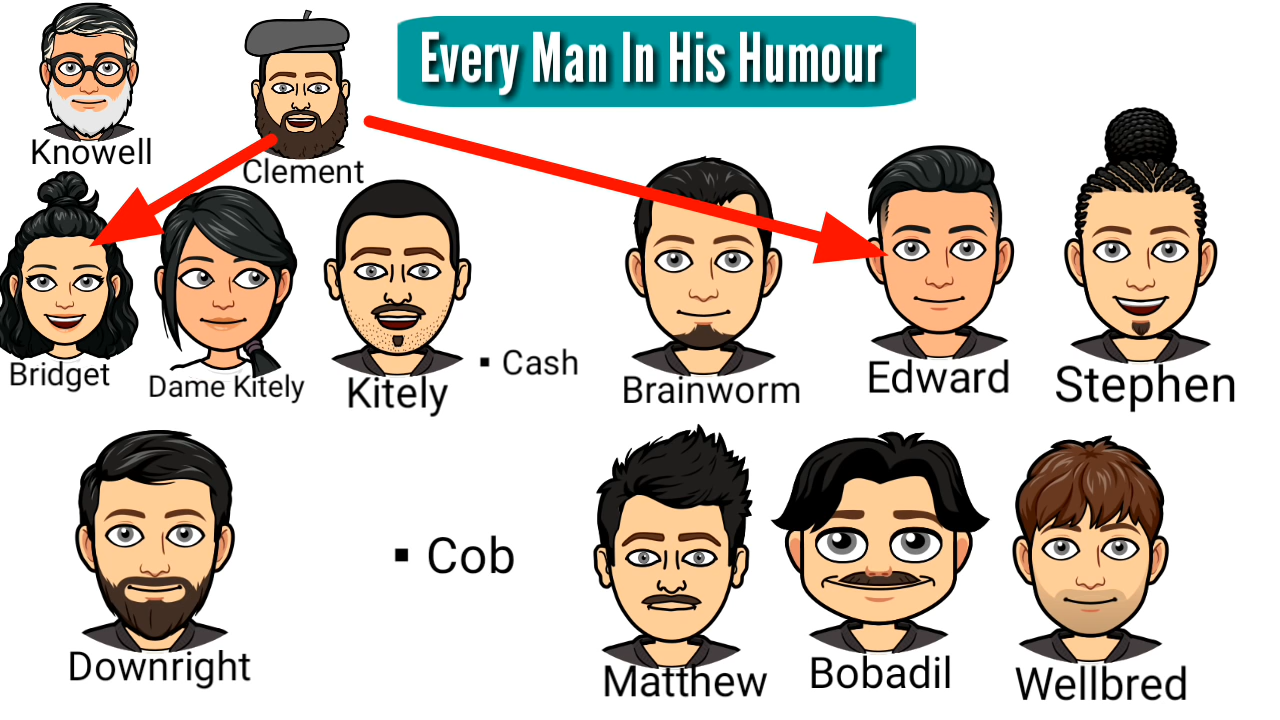 Every Man In His Humour
Knowell
Clement
Bridget
Dame Kitely
Kitely
▪ Cash
Brainworm
Edward
Stephen
Downright
▪ Cob
Matthew
Bobadil
Wellbred